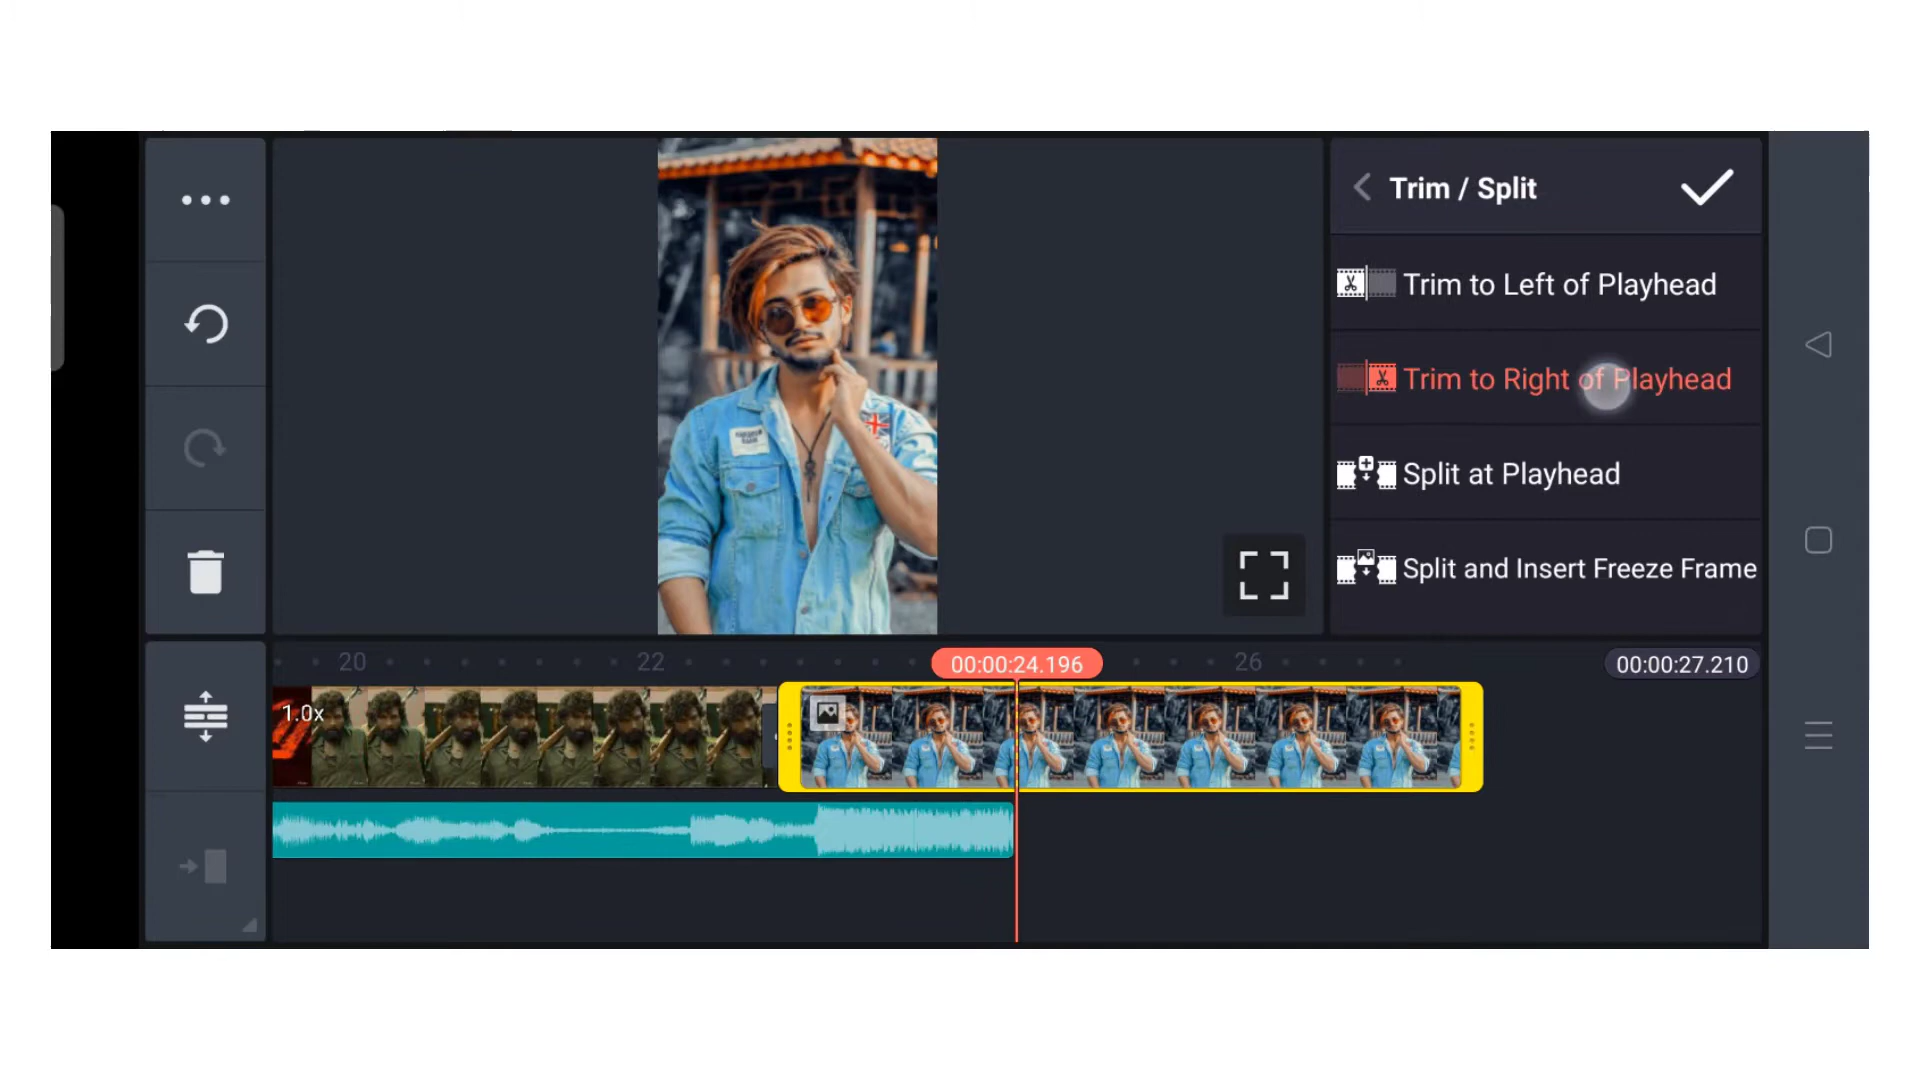 Trim / Split
Trim to Left of Playhead
Trim to Right of Playhead
Split at Playhead
Split and Insert Freeze Frame
20
22
00:00:24.196
26
00:00:27.210
1.0x